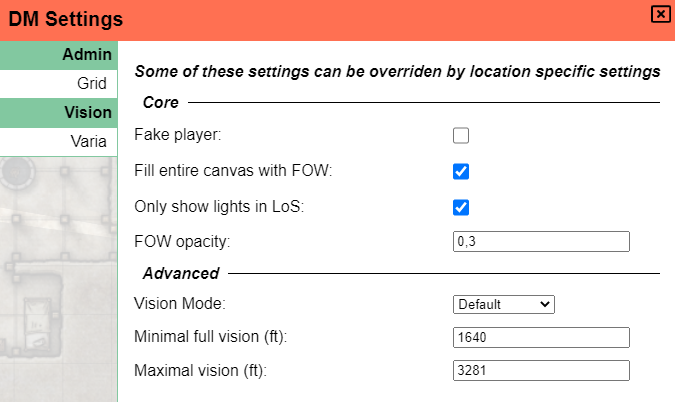 DM Settings
Admin
Grid
Vision
Varia
Some of these settings can be overriden by location specific settings
Core
Fake player:
Fill entire canvas with FOW:
Only show lights in LoS:
FOW opacity: 0,3
Advanced
Vision Mode: Default
Minimal full vision (ft): 1640
Maximal vision (ft): 3281